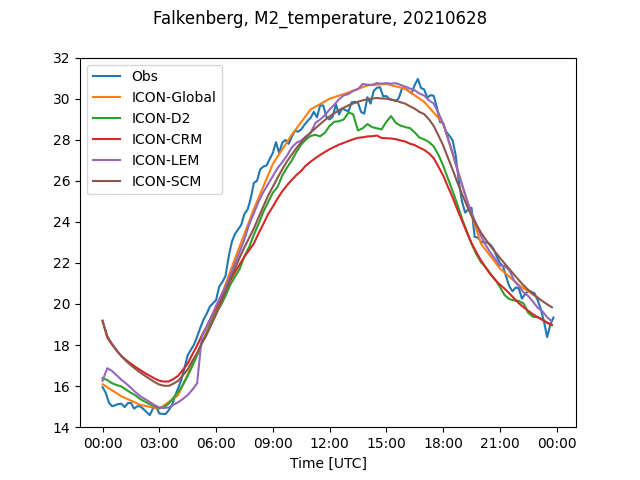 Falkenberg, M2_temperature, 20210628
32
30
28
26
24
22
20
18
16
14
Obs
ICON-Global
ICON-D2
ICON-CRM
ICON-LEM
ICON-SCM
00:00 03:00 06:00 09:00 12:00 15:00 18:00 21:00 00:00
Time [UTC]